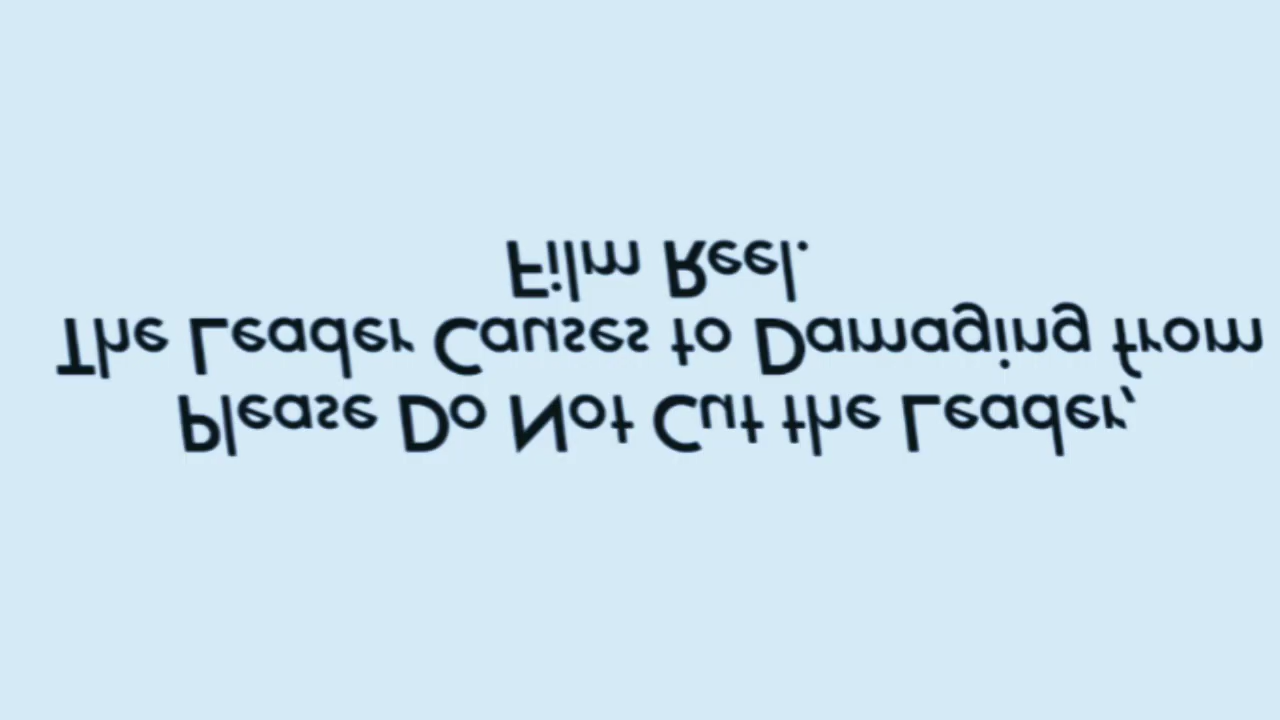 Please Do Not Cut the Leader,
The Leader Causes to Damaging from
Film Reel.